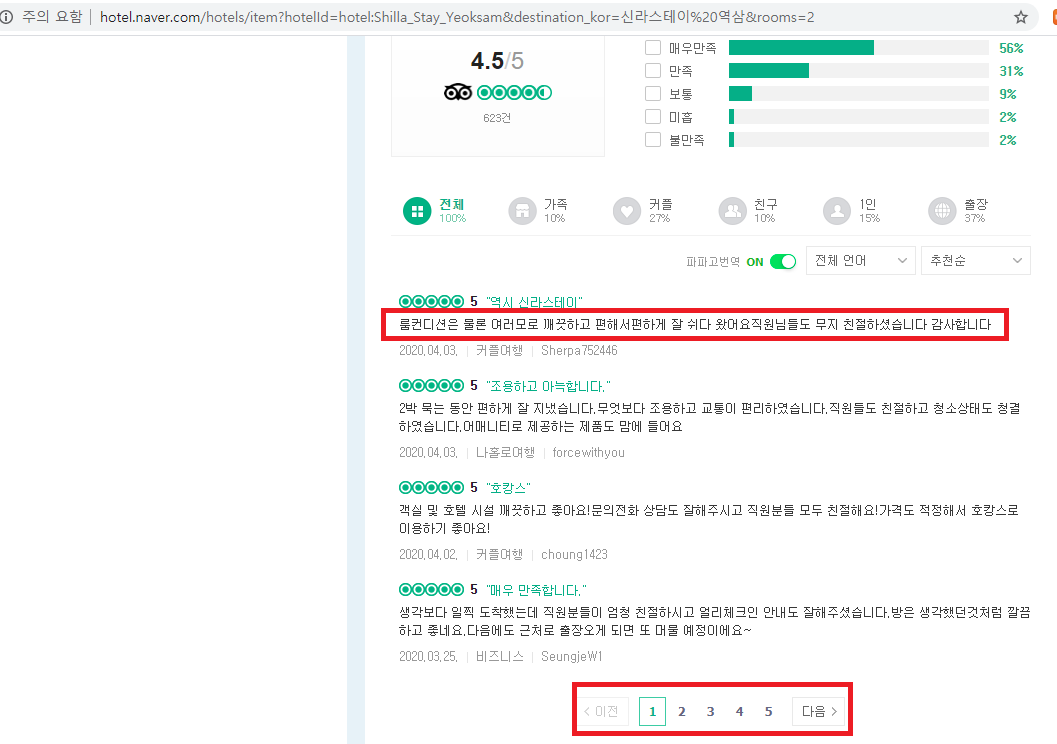 주의 요함 | hotel.naver.com/hotels/item?hotelId=hotel:Shilla_Stay_Yeoksam&destination_kor=신라스테이%20역삼&rooms=2
4.5/5
623건
매우만족 56%
만족 31%
보통 9%
미흡 2%
불만족 2%
전체 100%
가족 10%
커플 27%
친구 10%
1인 15%
출장 37%
파파고번역 ON 전체 언어 추천순
5 "역시 신라스테이"
룸컨디션은 물론 여러모로 깨끗하고 편해서편하게 잘 쉬다 왔어요직원님들도 무지 친절하셨습니다 감사합니다
2020.04.03. | 커플여행 | Sherpa752446
5 "조용하고 아늑합니다."
2박 묵는 동안 편하게 잘 지냈습니다.무엇보다 조용하고 교통이 편리하였습니다.직원들도 친절하고 청소상태도 청결
하였습니다.어매니티로 제공하는 제품도 맘에 들어요
2020.04.03. | 나홀로여행 | forcewithyou
5 "호캉스"
객실 및 호텔 시설 깨끗하고 좋아요!문의전화 상담도 잘해주시고 직원분들 모두 친절해요!가격도 적정해서 호캉스로
이용하기 좋아요!
2020.04.02. | 커플여행 | choung1423
5 "매우 만족합니다."
생각보다 일찍 도착했는데 직원분들이 엄청 친절하시고 얼리체크인 안내도 잘해주셨습니다.방은 생각했던것처럼 깔끔
하고 좋네요.다음에도 근처로 출장오게 되면 또 머물 예정이에요~
2020.03.25. | 비즈니스 | SeungjeW1
< 이전 1 2 3 4 5 다음 >